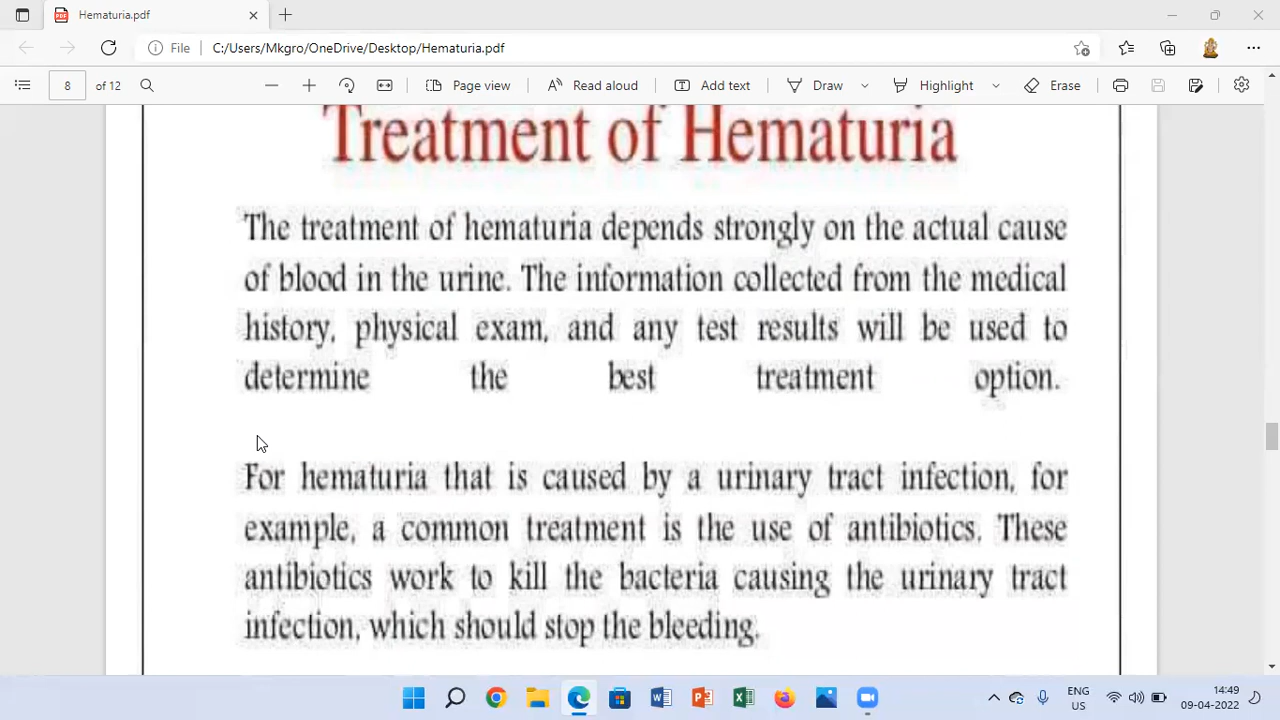 Hematuria.pdf
File C:/Users/Mkgro/OneDrive/Desktop/Hematuria.pdf
8 of 12 Page view Read aloud Add text Draw Highlight Erase
Treatment of Hematuria
The treatment of hematuria depends strongly on the actual cause
of blood in the urine. The information collected from the medical
history, physical exam, and any test results will be used to
determine the best treatment option.
For hematuria that is caused by a urinary tract infection, for
example, a common treatment is the use of antibiotics. These
antibiotics work to kill the bacteria causing the urinary tract
infection, which should stop the bleeding.
ENG 14:49
US 09-04-2022